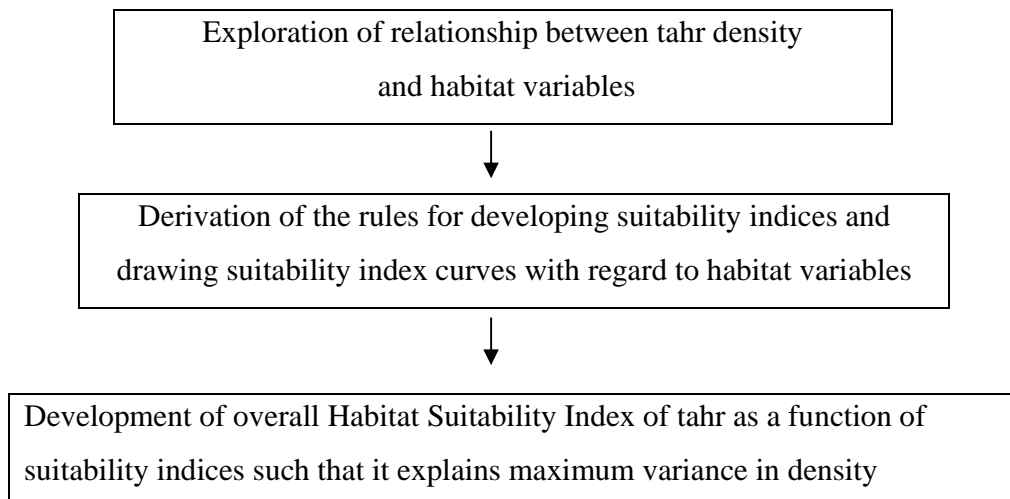 Exploration of relationship between tahr density
and habitat variables
Derivation of the rules for developing suitability indices and
drawing suitability index curves with regard to habitat variables
Development of overall Habitat Suitability Index of tahr as a function of
suitability indices such that it explains maximum variance in density